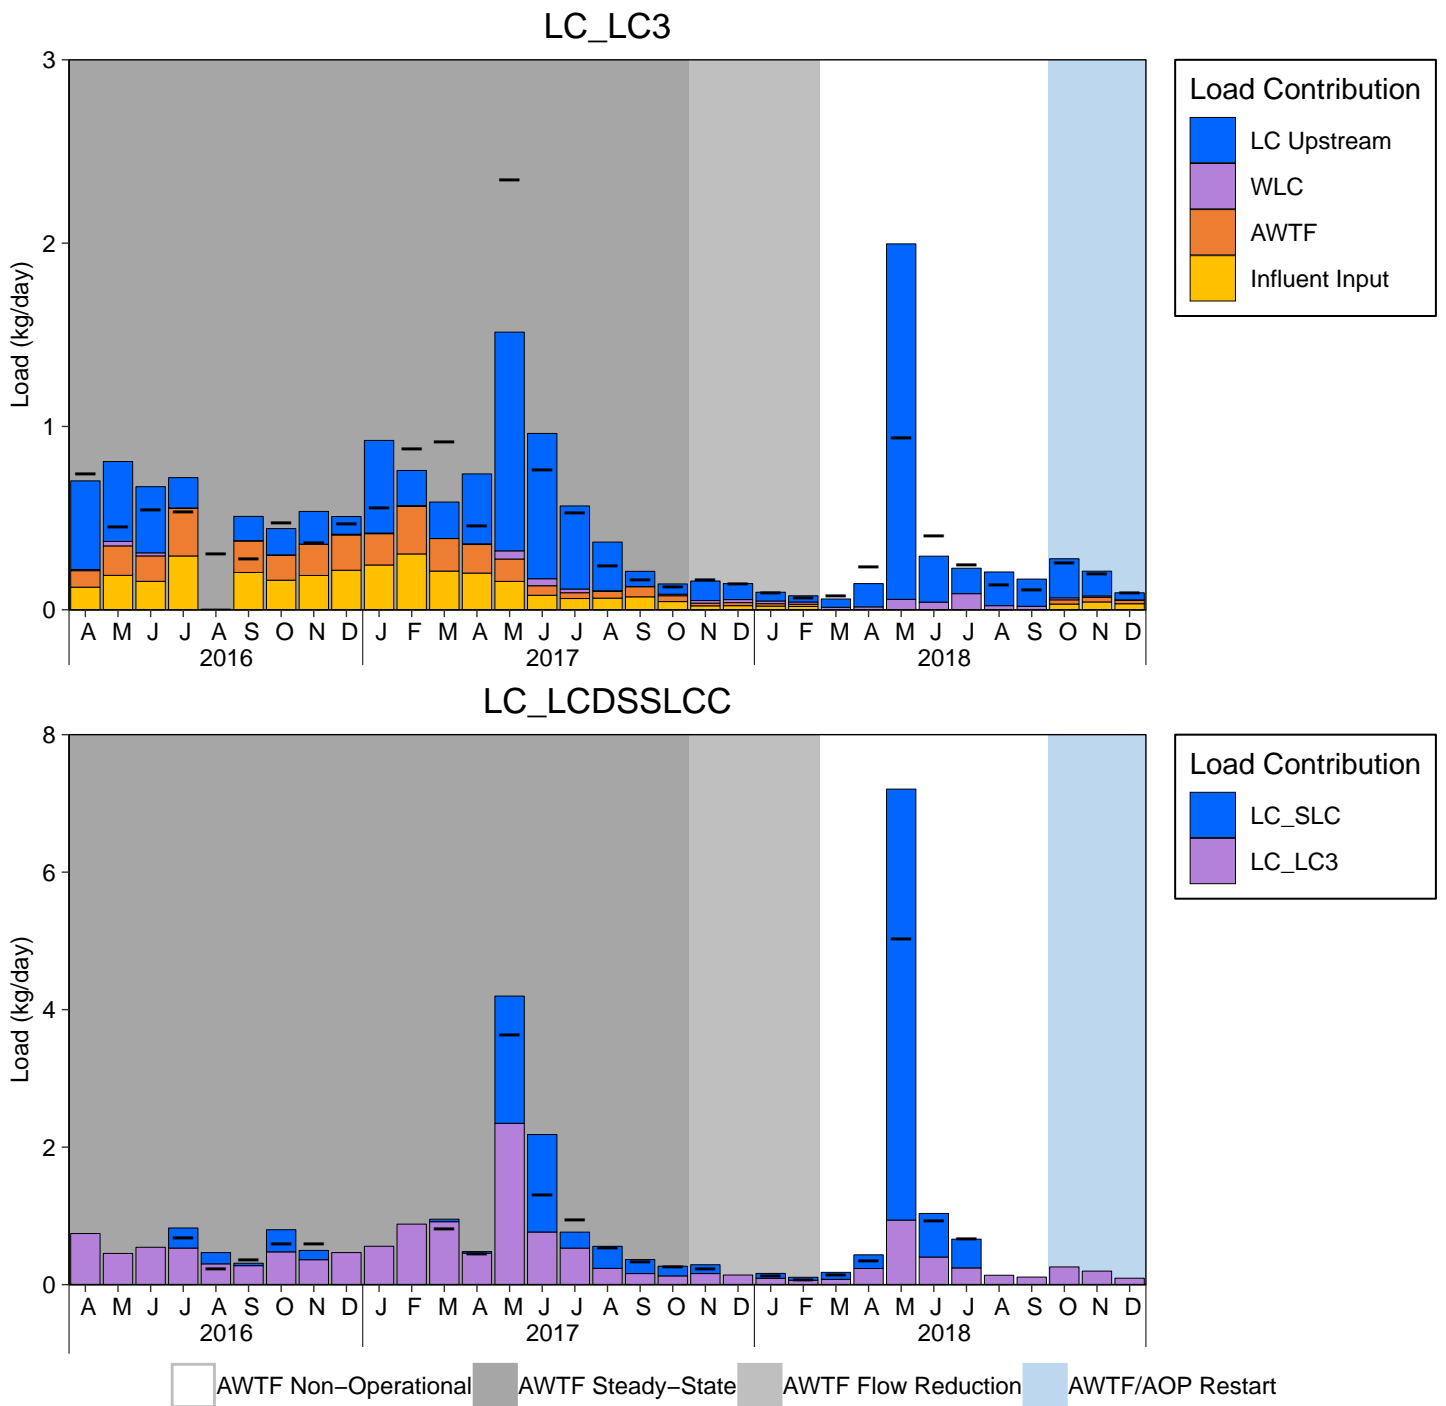 LC_LC3
3
2
1
0
Load (kg/day)
A M J J A S O N D J F M A M J J A S O N D J F M A M J J A S O N D
2016 2017 2018
Load Contribution
LC Upstream
WLC
AWTF
Influent Input
LC_LCDSSLCC
8
6
4
2
0
Load (kg/day)
A M J J A S O N D J F M A M J J A S O N D J F M A M J J A S O N D
2016 2017 2018
Load Contribution
LC_SLC
LC_LC3
AWTF Non−Operational AWTF Steady−State AWTF Flow Reduction AWTF/AOP Restart